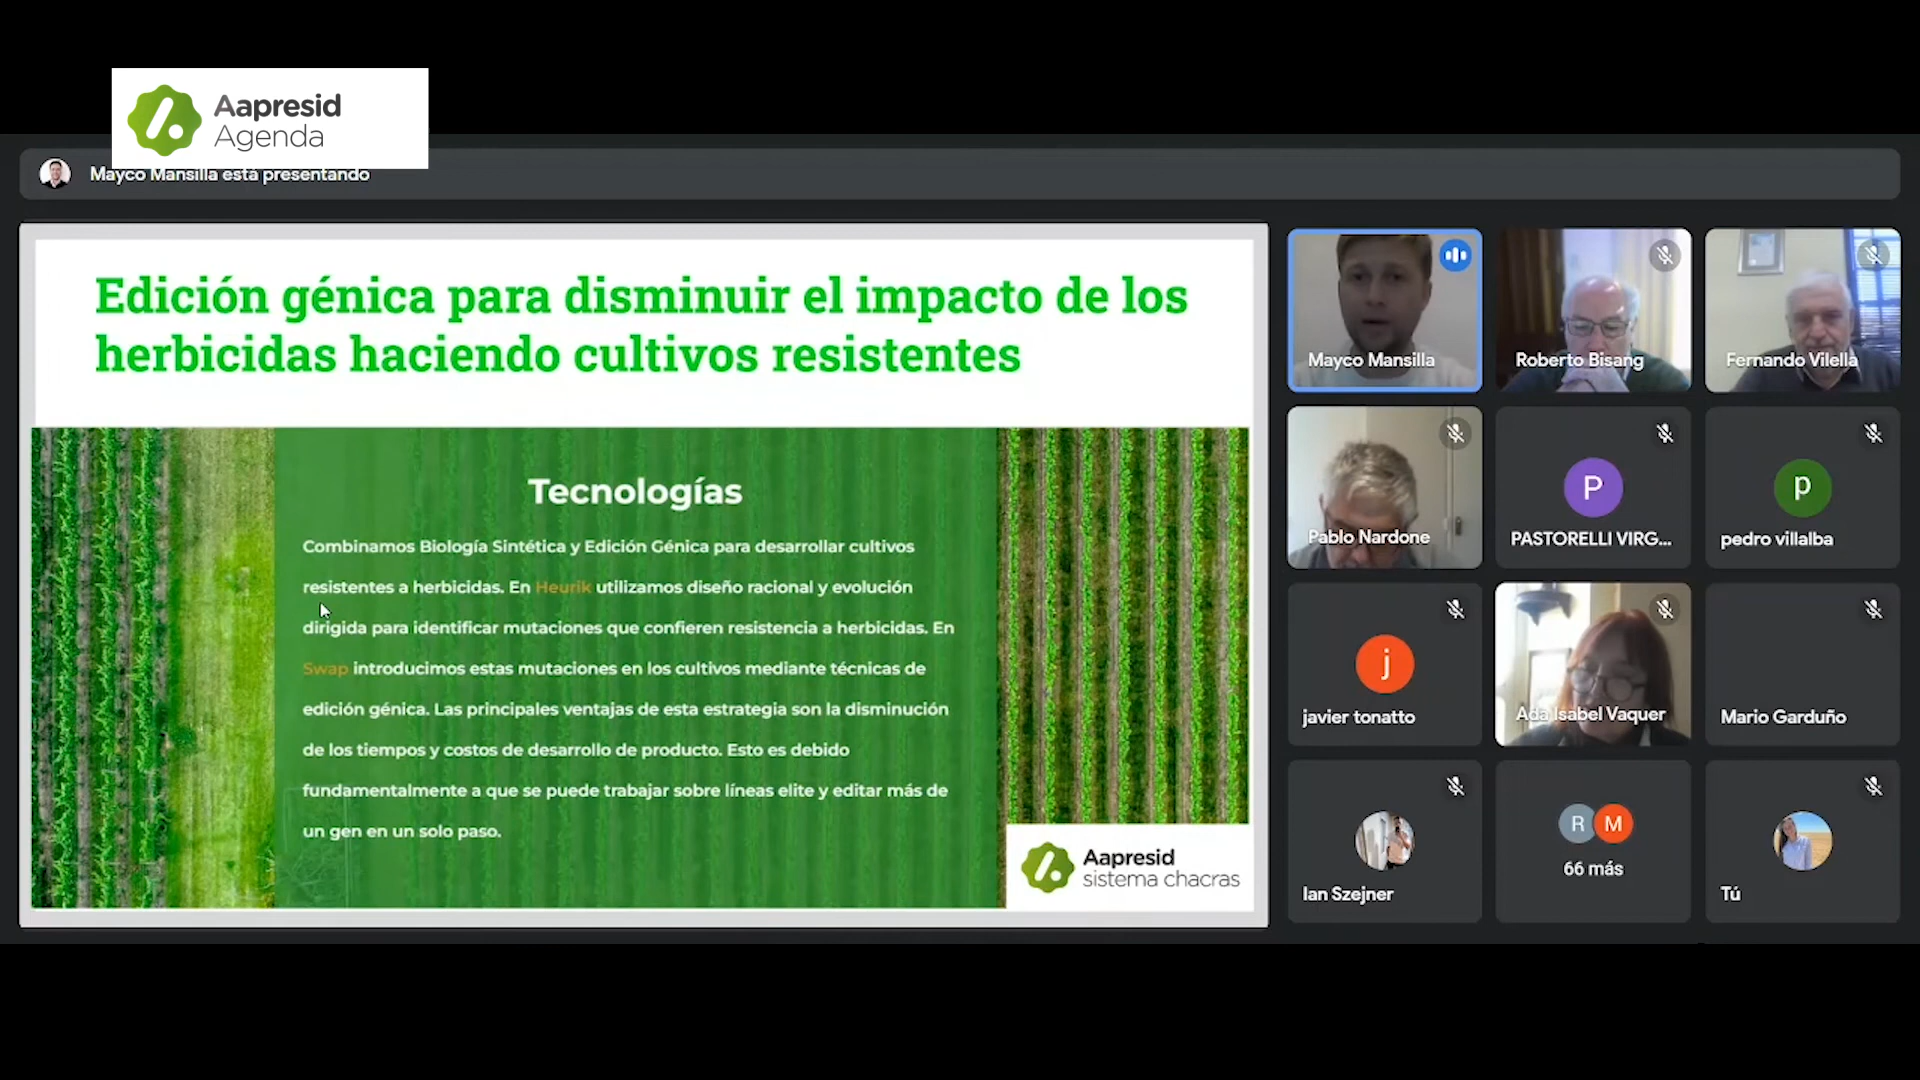 Aapresid
Agenda
Mayco Mansilla está presentando
Edición génica para disminuir el impacto de los
herbicidas haciendo cultivos resistentes
Tecnologías
Combinamos Biología Sintética y Edición Génica para desarrollar cultivos
resistentes a herbicidas. En Heurik utilizamos diseño racional y evolución
dirigida para identificar mutaciones que confieren resistencia a herbicidas. En
Swap introducimos estas mutaciones en los cultivos mediante técnicas de
edición génica. Las principales ventajas de esta estrategia son la disminución
de los tiempos y costos de desarrollo de producto. Esto es debido
fundamentalmente a que se puede trabajar sobre líneas elite y editar más de
un gen en un solo paso.
Aapresid
sistema chacras
Mayco Mansilla
Roberto Bisang
Fernando Vilella
Pablo Nardone
P
PASTORELLI VIRG...
p
pedro villalba
j
javier tonatto
Ada Isabel Vaquer
Mario Garduño
Ian Szejner
R M
66 más
Tú